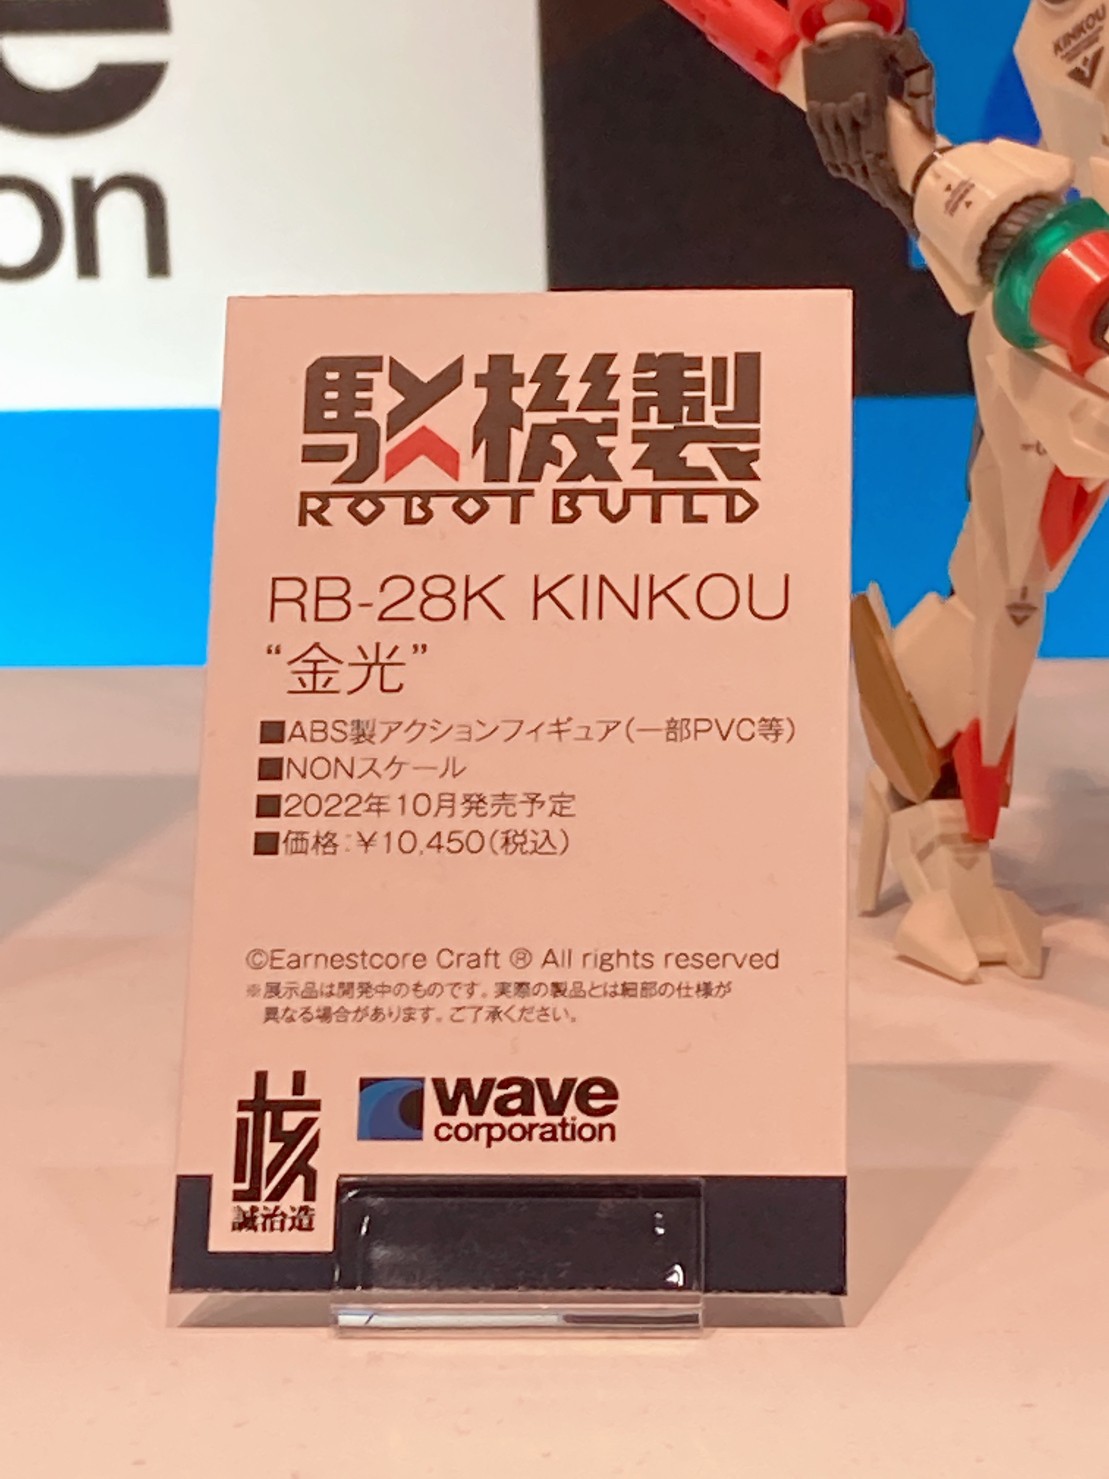 on
KINKOU
駁機製
ROBOT BUILD
RB-28K KINKOU
“金光”
■ABS製アクションフィギュア(一部PVC等)
■NONスケール
■2022年10月発売予定
■価格:¥10,450(税込)
©Earnestcore Craft ® All rights reserved
※展示品は開発中のものです。実際の製品とは細部の仕様が
異なる場合があります。ご了承ください。
核
誠治造
wave
corporation